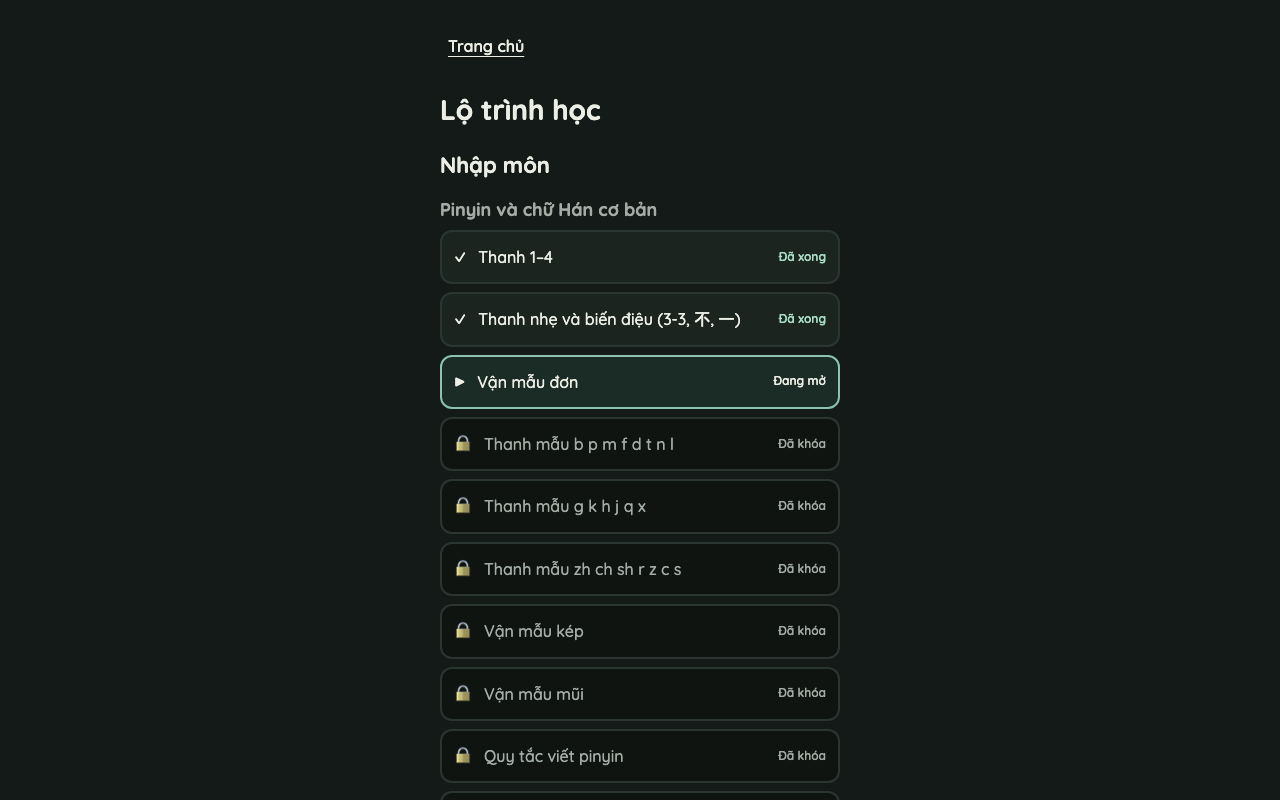 Trang chủ
Lộ trình học
Nhập môn
Pinyin và chữ Hán cơ bản
✓ Thanh 1–4 Đã xong
✓ Thanh nhẹ và biến điệu (3-3, 不, 一) Đã xong
▶ Vận mẫu đơn Đang mở
🔒 Thanh mẫu b p m f d t n l Đã khóa
🔒 Thanh mẫu g k h j q x Đã khóa
🔒 Thanh mẫu zh ch sh r z c s Đã khóa
🔒 Vận mẫu kép Đã khóa
🔒 Vận mẫu mũi Đã khóa
🔒 Quy tắc viết pinyin Đã khóa